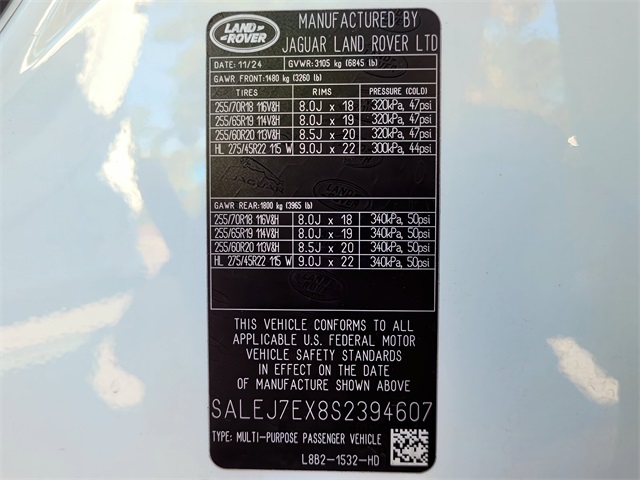 LAND ROVER
MANUFACTURED BY
JAGUAR LAND ROVER LTD
DATE: 11/24 GVWR: 3105 kg (6845 lb)
GAWR FRONT: 1480 kg (3260 lb)
TIRES RIMS PRESSURE (COLD)
255/70R18 116V&H 8.0J x 18 320kPa, 47psi
255/65R19 114V&H 8.0J x 19 320kPa, 47psi
255/60R20 113V&H 8.5J x 20 320kPa, 47psi
HL 275/45R22 115 W 9.0J x 22 300kPa, 44psi
JAGUAR
LAND ROVER
GAWR REAR: 1800 kg (3965 lb)
255/70R18 116V&H 8.0J x 18 340kPa, 50psi
255/65R19 114V&H 8.0J x 19 340kPa, 50psi
255/60R20 113V&H 8.5J x 20 340kPa, 50psi
HL 275/45R22 115 W 9.0J x 22 340kPa, 50psi
THIS VEHICLE CONFORMS TO ALL
APPLICABLE U.S. FEDERAL MOTOR
VEHICLE SAFETY STANDARDS
IN EFFECT ON THE DATE
OF MANUFACTURE SHOWN ABOVE
SALEJ7EX8S2394607
TYPE: MULTI-PURPOSE PASSENGER VEHICLE
L8B2-1532-HD